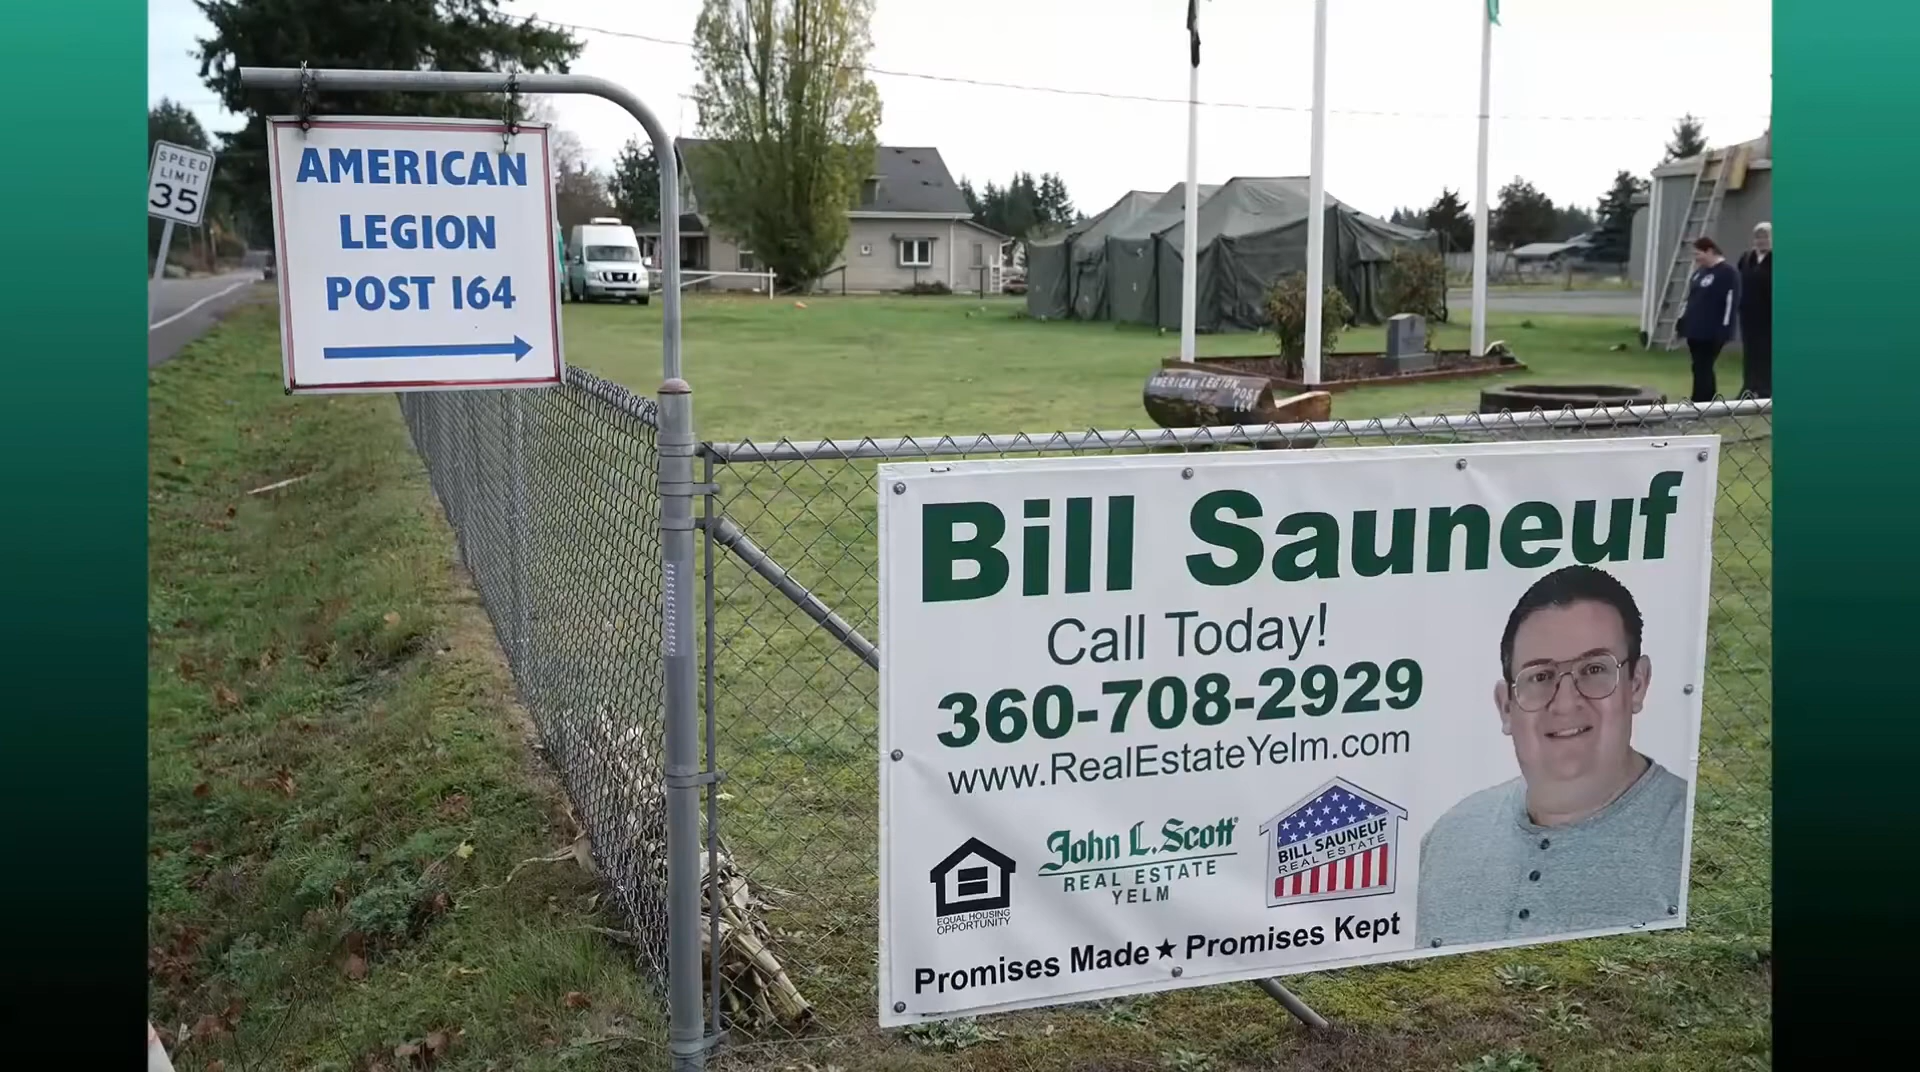 SPEED
LIMIT
35
AMERICAN
LEGION
POST 164
AMERICAN LEGION
POST
164
Bill Sauneuf
Call Today!
360-708-2929
www.RealEstateYelm.com
EQUAL HOUSING
OPPORTUNITY
John L. Scott®
REAL ESTATE
YELM
BILL SAUNEUF
REAL ESTATE
Promises Made ★ Promises Kept